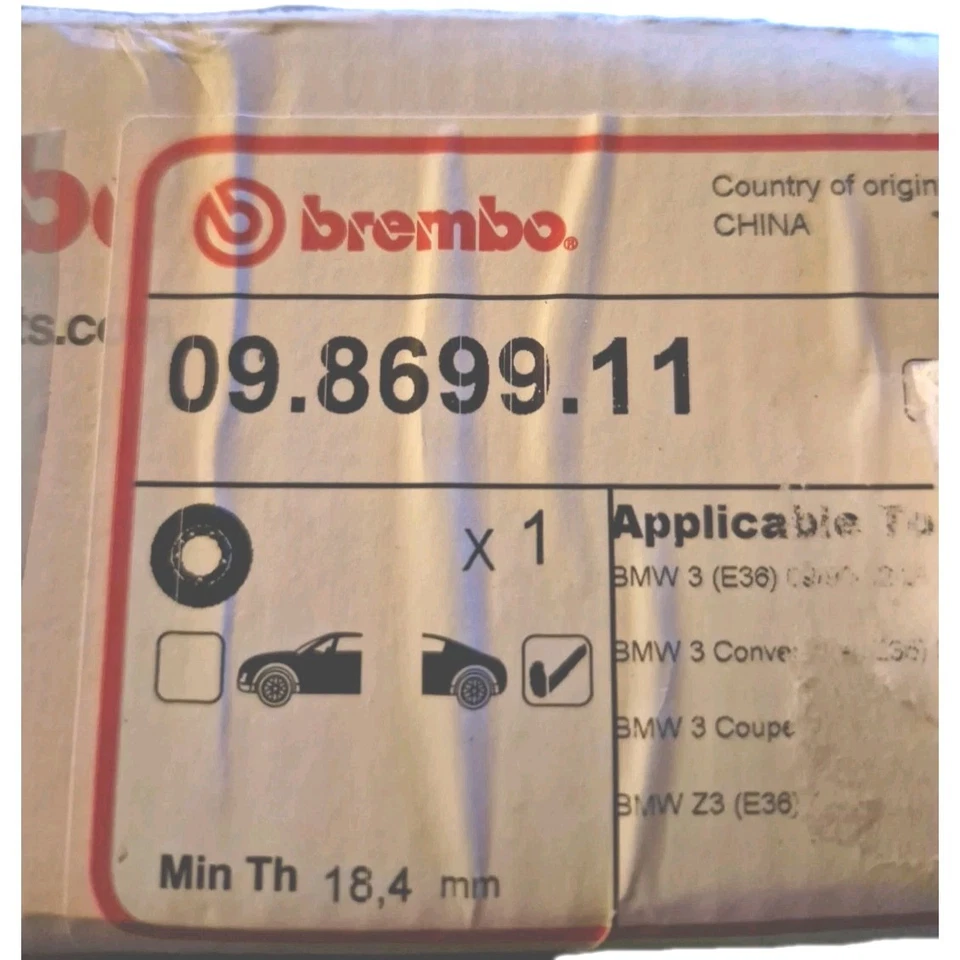 brembo®
Country of origin
CHINA
09.8699.11
x 1
Applicable To
BMW 3 (E36)
BMW 3
BMW 3 Coupe
BMW Z3 (E36)
Min Th 18,4 mm